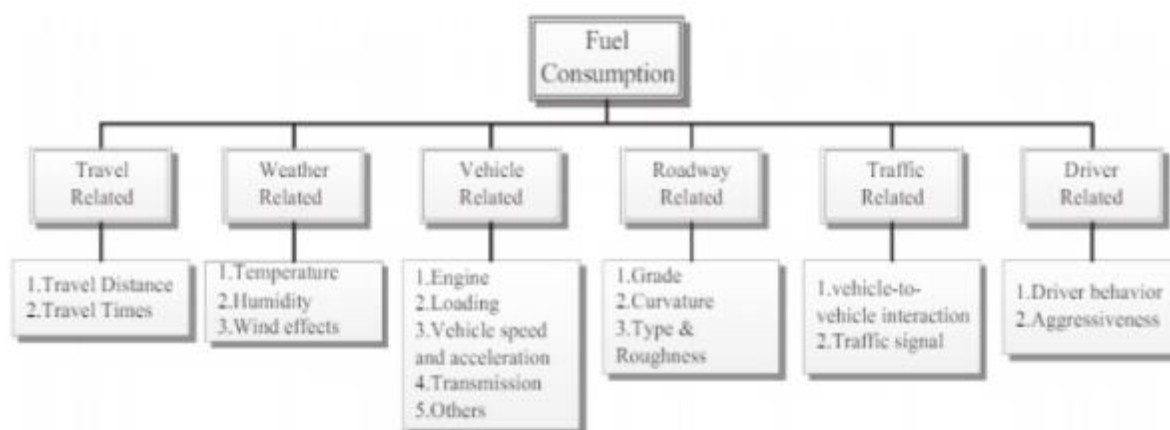 Fuel
Consumption
Travel
Related
Weather
Related
Vehicle
Related
Roadway
Related
Traffic
Related
Driver
Related
1.Travel Distance
2.Travel Times
1.Temperature
2.Humidity
3.Wind effects
1.Engine
2.Loading
3.Vehicle speed
and acceleration
4.Transmission
5.Others
1.Grade
2.Curvature
3.Type &
Roughness
1.vehicle-to-
vehicle interaction
2.Traffic signal
1.Driver behavior
2.Aggressiveness